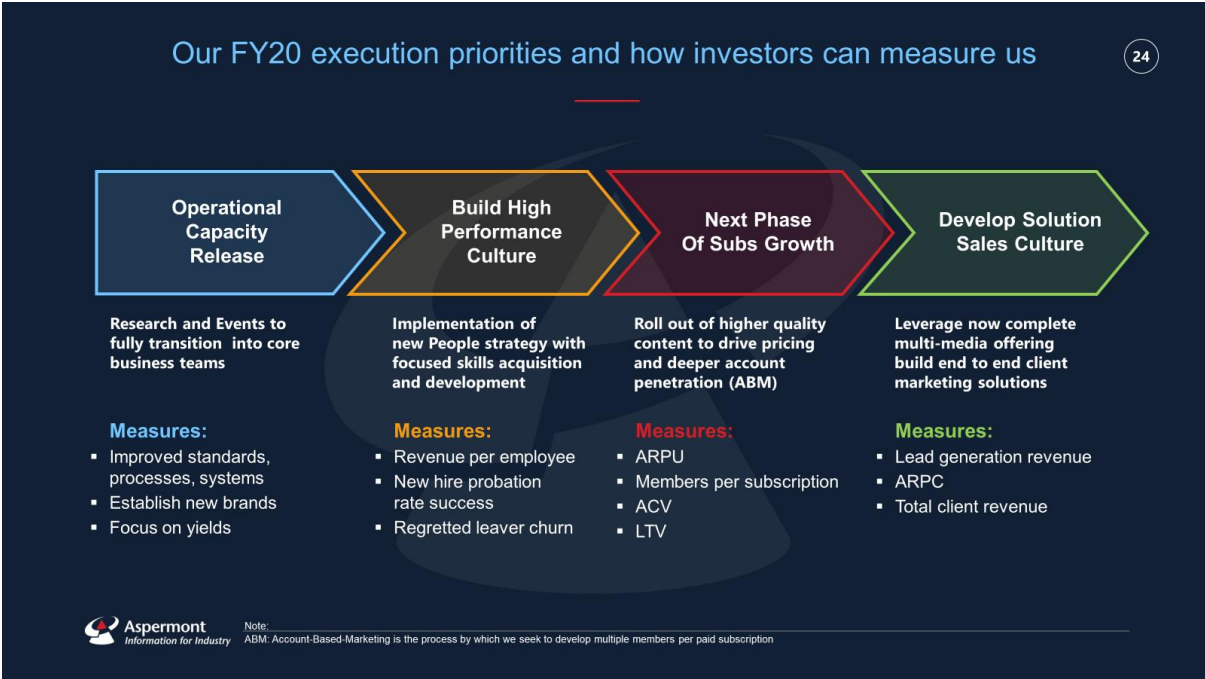 Our FY20 execution priorities and how investors can measure us
24
Operational
Capacity
Release
Build High
Performance
Culture
Next Phase
Of Subs Growth
Develop Solution
Sales Culture
Research and Events to
fully transition into core
business teams
Implementation of
new People strategy with
focused skills acquisition
and development
Roll out of higher quality
content to drive pricing
and deeper account
penetration (ABM)
Leverage now complete
multi-media offering
build end to end client
marketing solutions
Measures:
▪ Improved standards,
processes, systems
▪ Establish new brands
▪ Focus on yields
Measures:
▪ Revenue per employee
▪ New hire probation
rate success
▪ Regretted leaver churn
Measures:
▪ ARPU
▪ Members per subscription
▪ ACV
▪ LTV
Measures:
▪ Lead generation revenue
▪ ARPC
▪ Total client revenue
Aspermont
Information for Industry
Note:
ABM: Account-Based-Marketing is the process by which we seek to develop multiple members per paid subscription